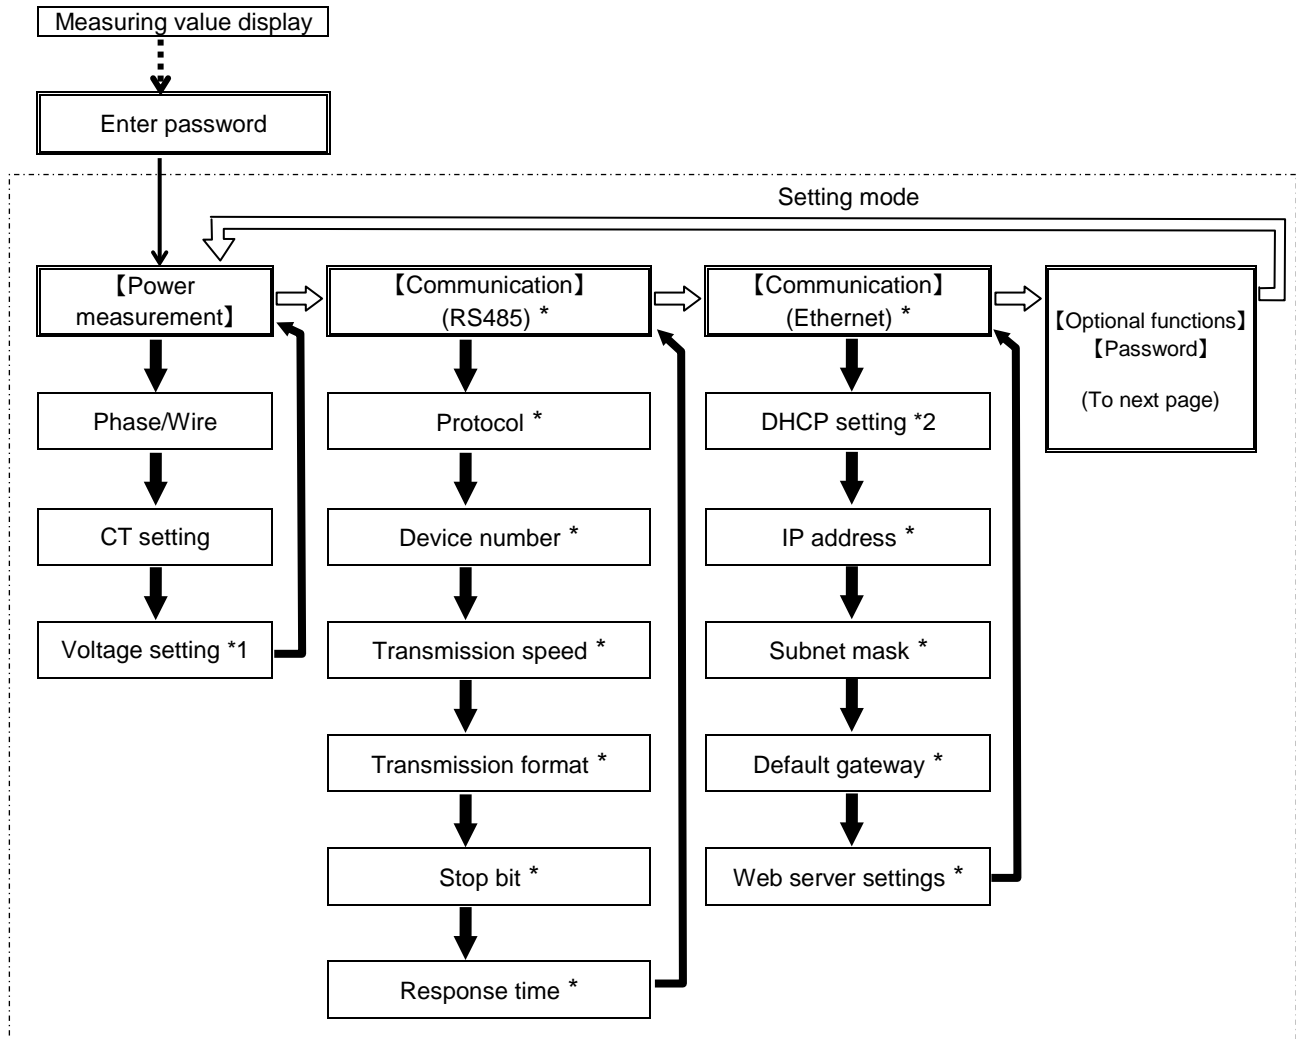 Measuring value display
Enter password
Setting mode
【Power
measurement】
Phase/Wire
CT setting
Voltage setting *1
【Communication】
(RS485) *
Protocol *
Device number *
Transmission speed *
Transmission format *
Stop bit *
Response time *
【Communication】
(Ethernet) *
DHCP setting *2
IP address *
Subnet mask *
Default gateway *
Web server settings *
【Optional functions】
【Password】
(To next page)